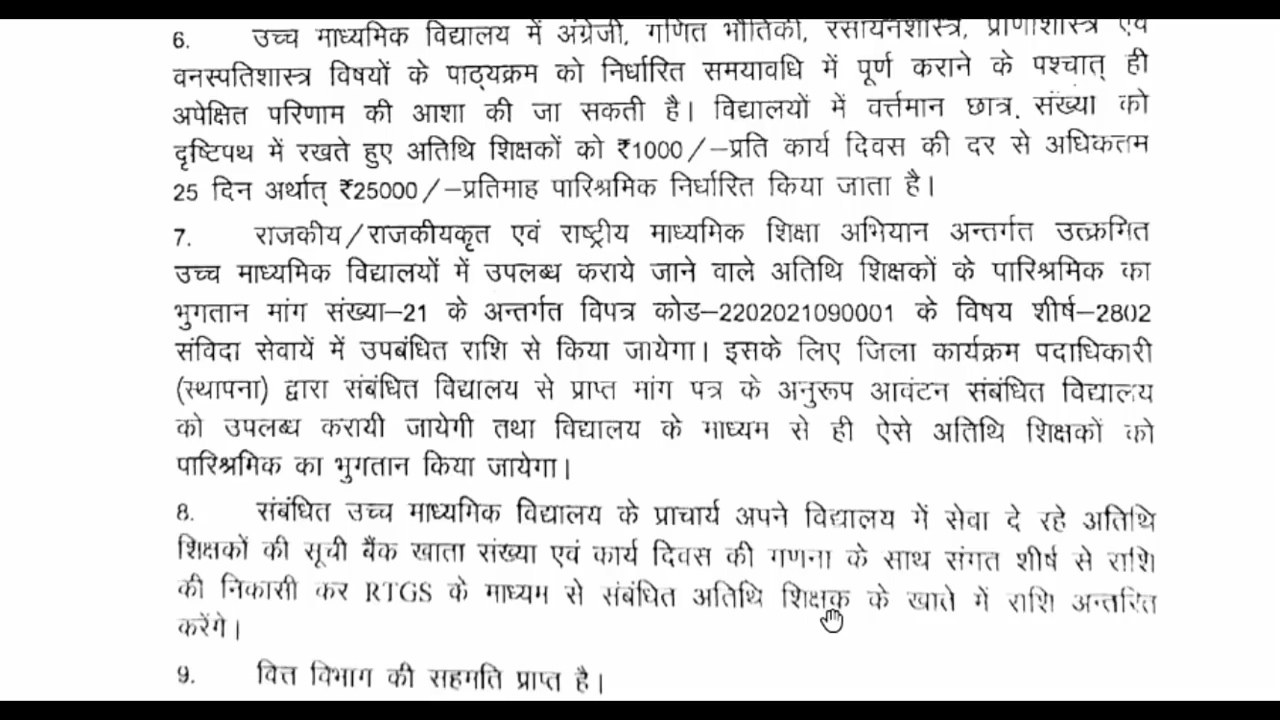 6. उच्च माध्यमिक विद्यालय में अंग्रेजी, गणित भौतिकी, रसायनशास्त्र, प्राणीशास्त्र एवं
वनस्पतिशास्त्र विषयों के पाठ्यक्रम को निर्धारित समयावधि में पूर्ण कराने के पश्चात् ही
अपेक्षित परिणाम की आशा की जा सकती है। विद्यालयों में वर्त्तमान छात्र संख्या को
दृष्टिपथ में रखते हुए अतिथि शिक्षकों को ₹1000/–प्रति कार्य दिवस की दर से अधिकतम
25 दिन अर्थात् ₹25000/–प्रतिमाह पारिश्रमिक निर्धारित किया जाता है।
7. राजकीय/राजकीयकृत एवं राष्ट्रीय माध्यमिक शिक्षा अभियान अन्तर्गत उत्क्रमित
उच्च माध्यमिक विद्यालयों में उपलब्ध कराये जाने वाले अतिथि शिक्षकों के पारिश्रमिक का
भुगतान मांग संख्या–21 के अन्तर्गत विपत्र कोड–2202021090001 के विषय शीर्ष–2802
संविदा सेवायें में उपबंधित राशि से किया जायेगा। इसके लिए जिला कार्यक्रम पदाधिकारी
(स्थापना) द्वारा संबंधित विद्यालय से प्राप्त मांग पत्र के अनुरूप आवंटन संबंधित विद्यालय
को उपलब्ध करायी जायेगी तथा विद्यालय के माध्यम से ही ऐसे अतिथि शिक्षकों को
पारिश्रमिक का भुगतान किया जायेगा।
8. संबंधित उच्च माध्यमिक विद्यालय के प्राचार्य अपने विद्यालय में सेवा दे रहे अतिथि
शिक्षकों की सूची बैंक खाता संख्या एवं कार्य दिवस की गणना के साथ संगत शीर्ष से राशि
की निकासी कर RTGS के माध्यम से संबंधित अतिथि शिक्षक के खाते में राशि अन्तरित
करेंगे।
9. वित्त विभाग की सहमति प्राप्त है।